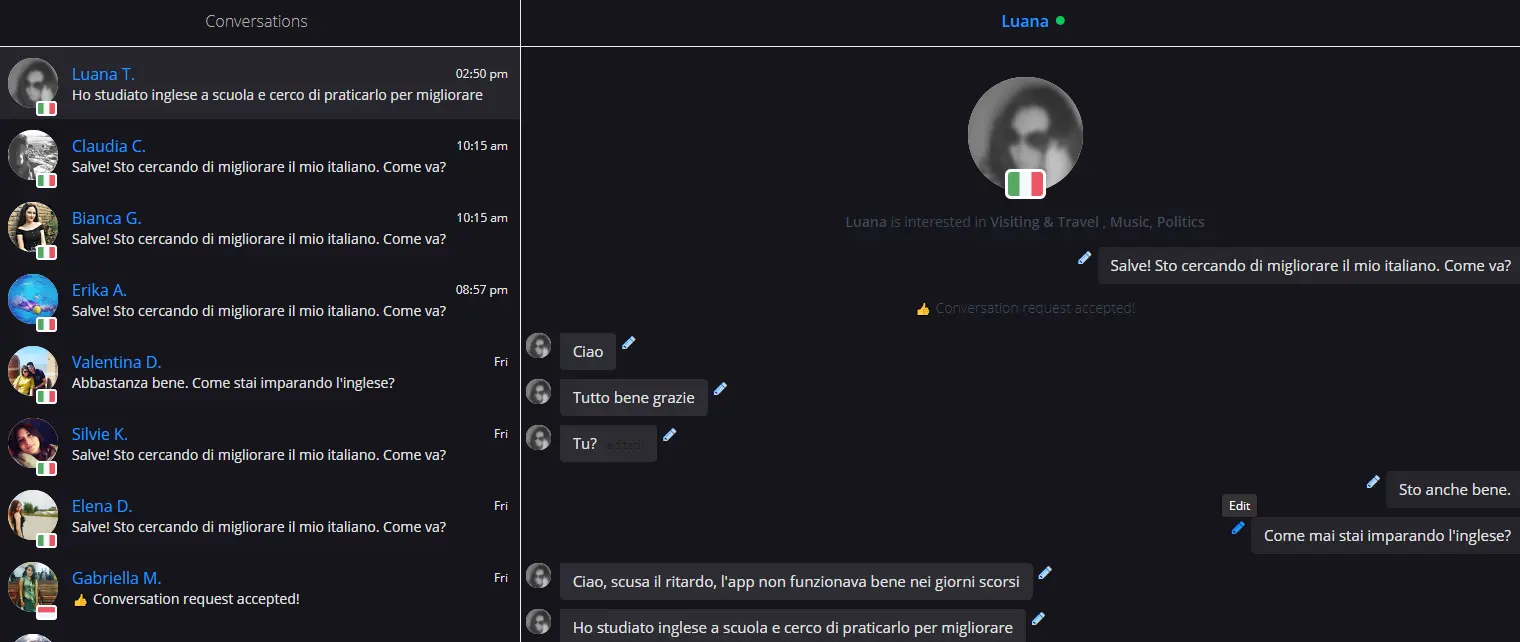 Conversations
Luana T.
02:50 pm
Ho studiato inglese a scuola e cerco di praticarlo per migliorare
Claudia C.
10:15 am
Salve! Sto cercando di migliorare il mio italiano. Come va?
Bianca G.
10:15 am
Salve! Sto cercando di migliorare il mio italiano. Come va?
Erika A.
08:57 pm
Salve! Sto cercando di migliorare il mio italiano. Come va?
Valentina D.
Fri
Abbastanza bene. Come stai imparando l'inglese?
Silvie K.
Fri
Salve! Sto cercando di migliorare il mio italiano. Come va?
Elena D.
Fri
Salve! Sto cercando di migliorare il mio italiano. Come va?
Gabriella M.
Fri
👍 Conversation request accepted!
Luana
Luana is interested in Visiting & Travel , Music, Politics
Salve! Sto cercando di migliorare il mio italiano. Come va?
👍 Conversation request accepted!
Ciao
Tutto bene grazie
Tu? edited
Sto anche bene.
Edit
Come mai stai imparando l'inglese?
Ciao, scusa il ritardo, l'app non funzionava bene nei giorni scorsi
Ho studiato inglese a scuola e cerco di praticarlo per migliorare